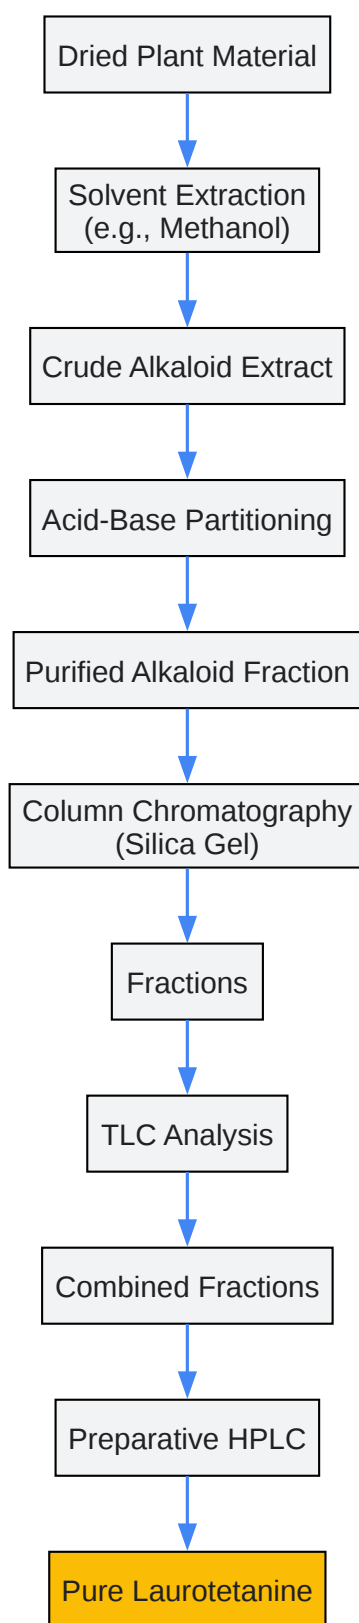 Dried Plant Material
Solvent Extraction
(e.g., Methanol)
Crude Alkaloid Extract
Acid-Base Partitioning
Purified Alkaloid Fraction
Column Chromatography
(Silica Gel)
Fractions
TLC Analysis
Combined Fractions
Preparative HPLC
Pure Laurotetanine